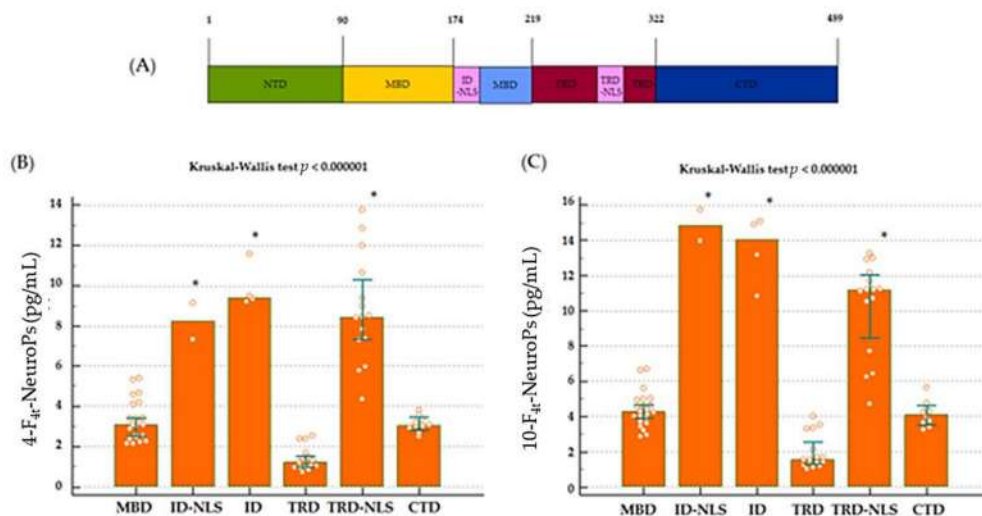 1 90 174 219 322 489
(A)
NTD MBD ID -NLS MBD TRD TRD -NLS TRD CTD
(B)
Kruskal-Wallis test p < 0.000001
4-F4t-NeuroPs (pg/mL)
14
12
10
8
6
4
2
0
* * *
MBD ID-NLS ID TRD TRD-NLS CTD
(C)
Kruskal-Wallis test p < 0.000001
10-F4t-NeuroPs (pg/mL)
16
14
12
10
8
6
4
2
0
* * *
MBD ID-NLS ID TRD TRD-NLS CTD